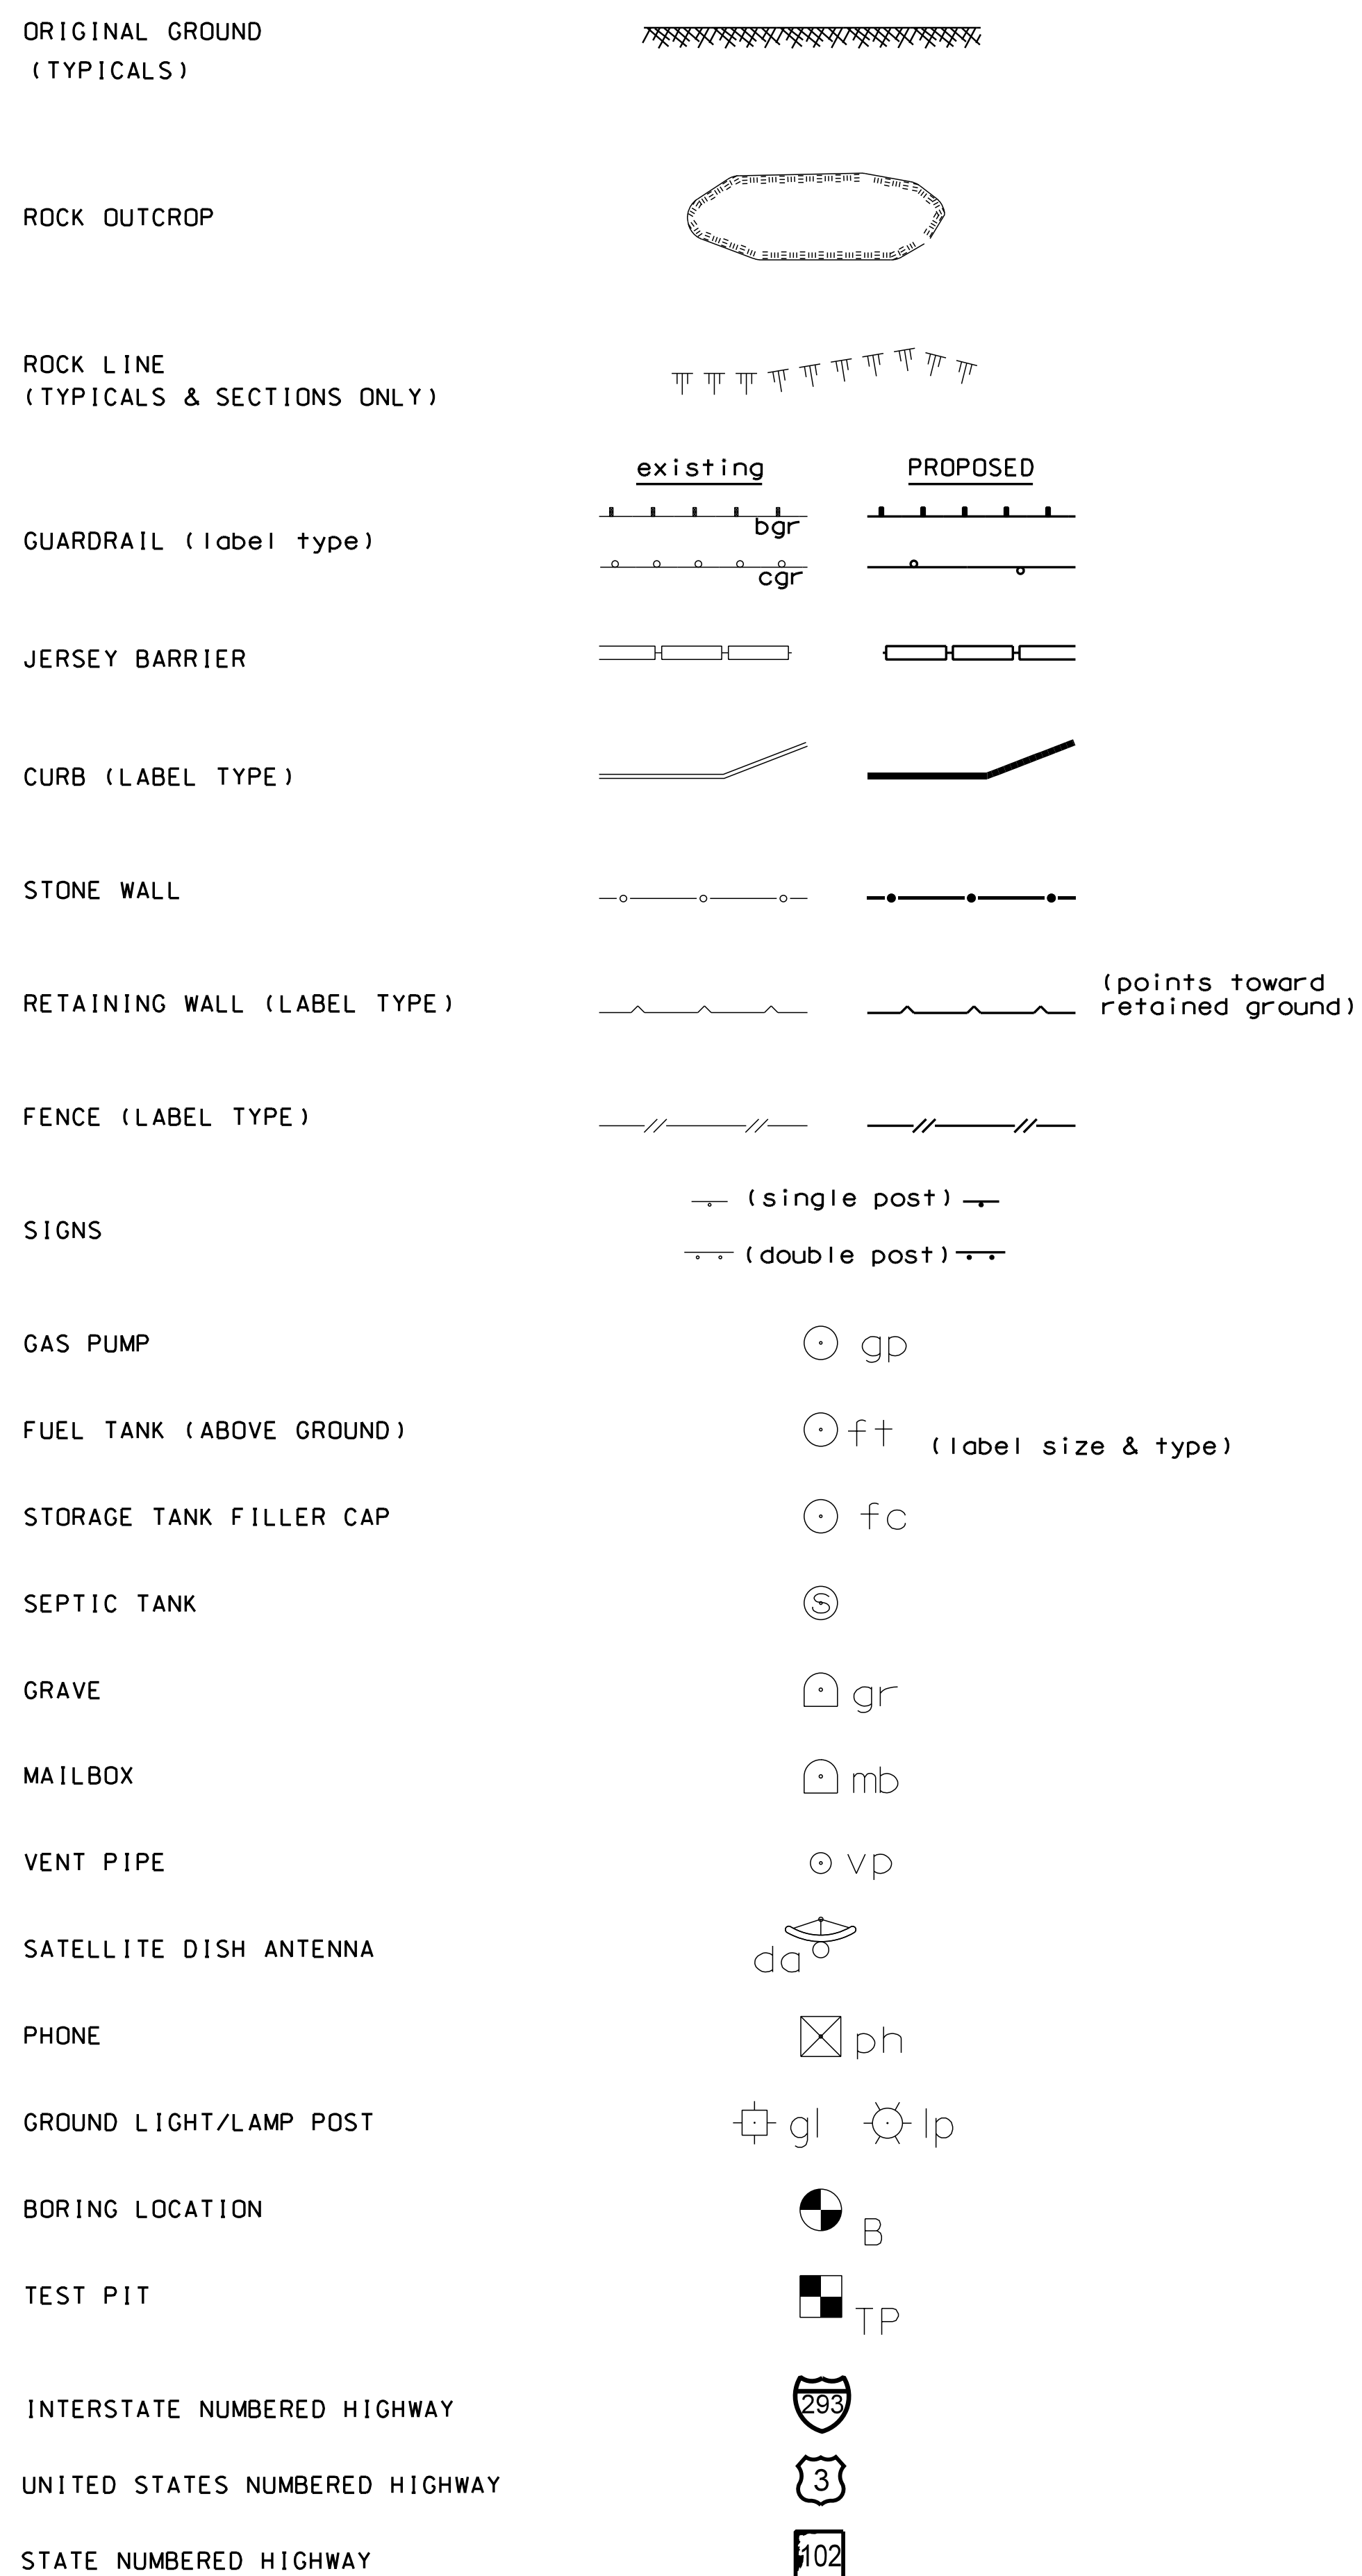 ORIGINAL GROUND
(TYPICALS)
ROCK OUTCROP
ROCK LINE
(TYPICALS & SECTIONS ONLY)
existing PROPOSED
GUARDRAIL (label type)
bgr
cgr
JERSEY BARRIER
CURB (LABEL TYPE)
STONE WALL
RETAINING WALL (LABEL TYPE)
(points toward
retained ground)
FENCE (LABEL TYPE)
SIGNS
(single post)
(double post)
GAS PUMP gp
FUEL TANK (ABOVE GROUND) ft (label size & type)
STORAGE TANK FILLER CAP fc
SEPTIC TANK S
GRAVE gr
MAILBOX mb
VENT PIPE vp
SATELLITE DISH ANTENNA da
PHONE ph
GROUND LIGHT/LAMP POST gl lp
BORING LOCATION B
TEST PIT TP
INTERSTATE NUMBERED HIGHWAY 293
UNITED STATES NUMBERED HIGHWAY 3
STATE NUMBERED HIGHWAY 102